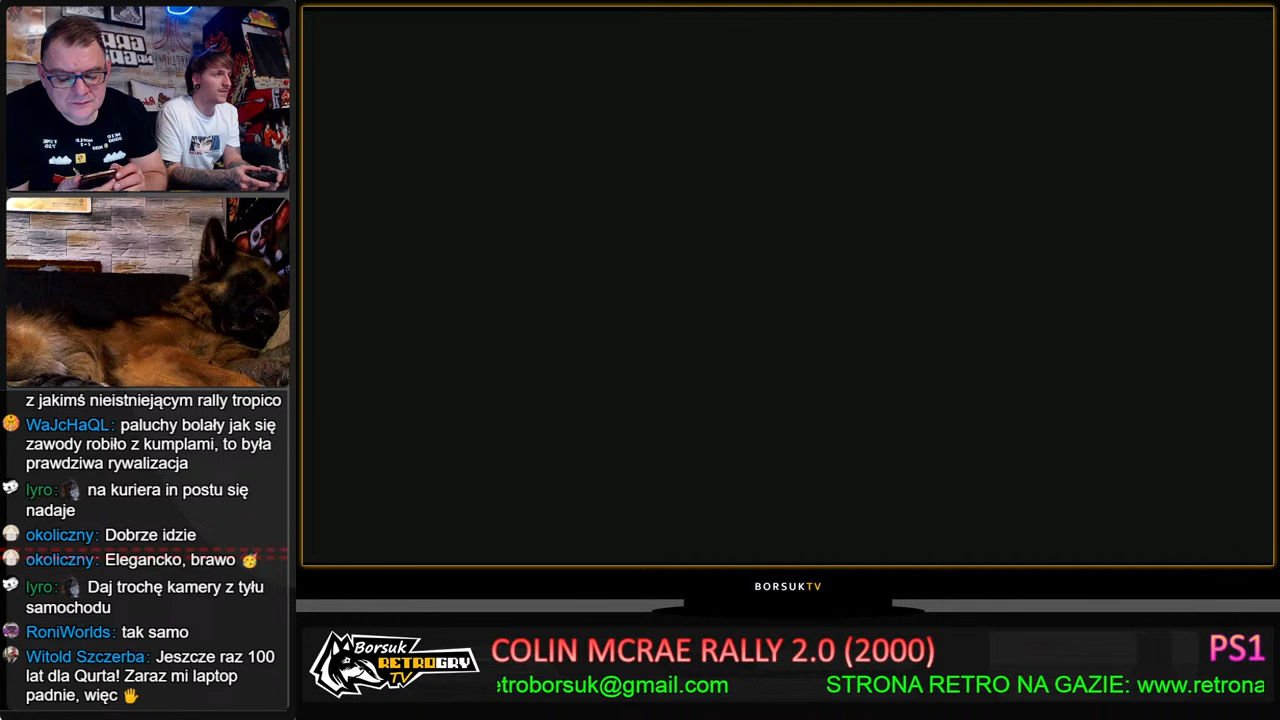 z jakimś nieistniejącym rally tropico
WaJcHaQL: paluchy bolały jak się
zawody robiło z kumplami, to była
prawdziwa rywalizacja
lyro: na kuriera in postu się
nadaje
okoliczny: Dobrze idzie
okoliczny: Elegancko, brawo 🥳
lyro: Daj trochę kamery z tyłu
samochodu
RoniWorlds: tak samo
Witold Szczerba: Jeszcze raz 100
lat dla Qurta! Zaraz mi laptop
padnie, więc 🖐
BORSUKTV
Borsuk
RETROGRY
TV
COLIN MCRAE RALLY 2.0 (2000)
PS1
etroborsuk@gmail.com
STRONA RETRO NA GAZIE: www.retrona